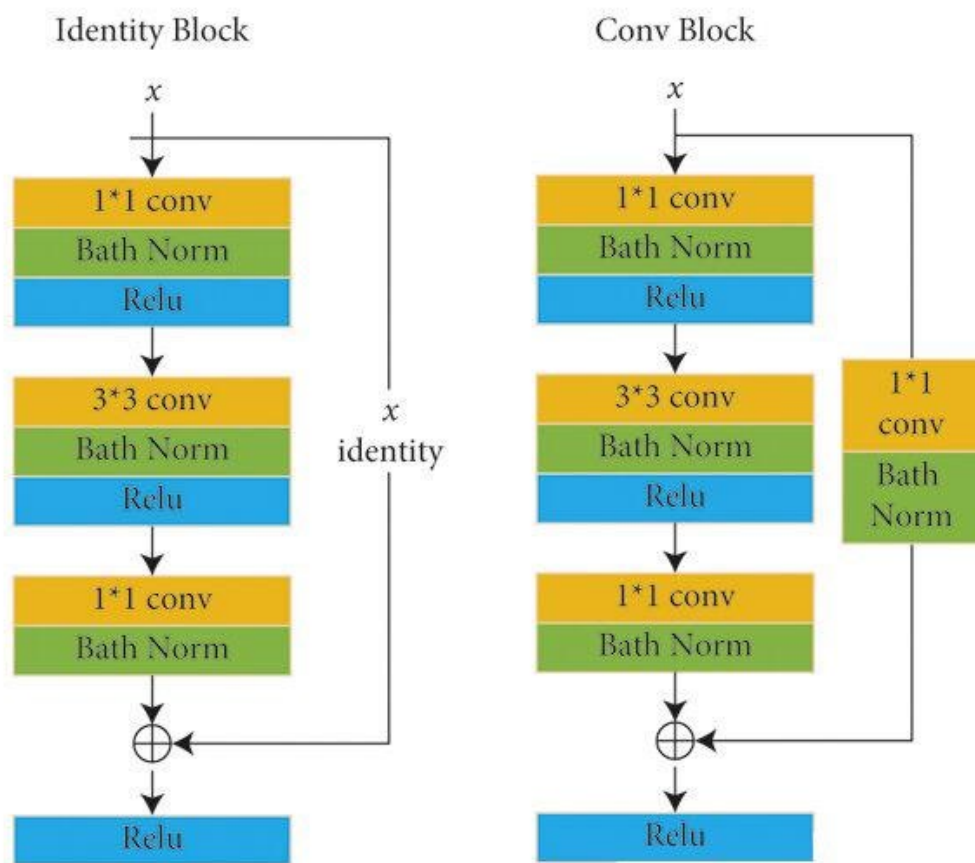 Identity Block
x
1*1 conv
Bath Norm
Relu
3*3 conv
Bath Norm
Relu
x
identity
1*1 conv
Bath Norm
Relu
Conv Block
x
1*1 conv
Bath Norm
Relu
3*3 conv
Bath Norm
Relu
1*1
conv
Bath
Norm
1*1 conv
Bath Norm
Relu